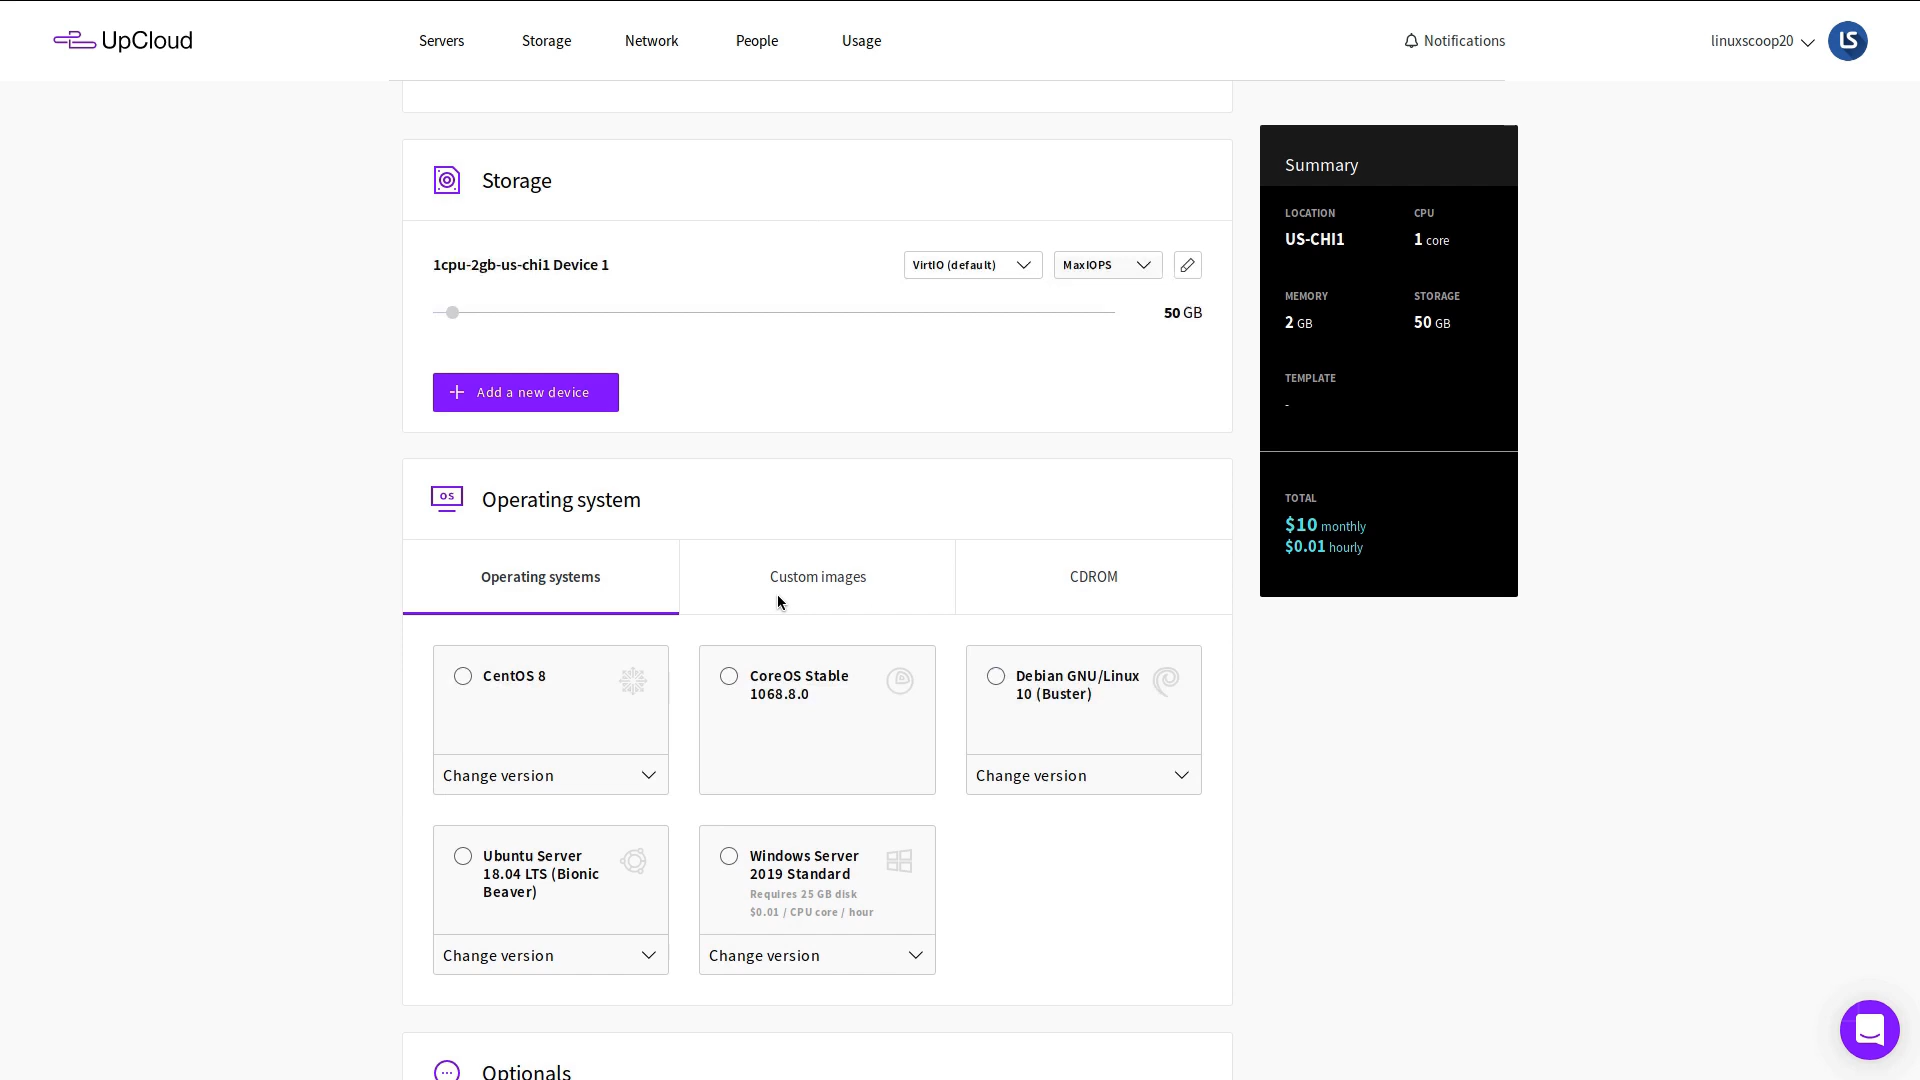 UpCloud
Servers
Storage
Network
People
Usage
Notifications
linuxscoop20
LS
Storage
1cpu-2gb-us-chi1 Device 1
VirtIO (default)
MaxIOPS
50 GB
Add a new device
OS
Operating system
Operating systems
Custom images
CDROM
CentOS 8
Change version
CoreOS Stable
1068.8.0
Debian GNU/Linux
10 (Buster)
Change version
Ubuntu Server
18.04 LTS (Bionic
Beaver)
Change version
Windows Server
2019 Standard
Requires 25 GB disk
$0.01 / CPU core / hour
Change version
Optionals
Summary
LOCATION
US-CHI1
CPU
1 core
MEMORY
2 GB
STORAGE
50 GB
TEMPLATE
-
TOTAL
$10 monthly
$0.01 hourly